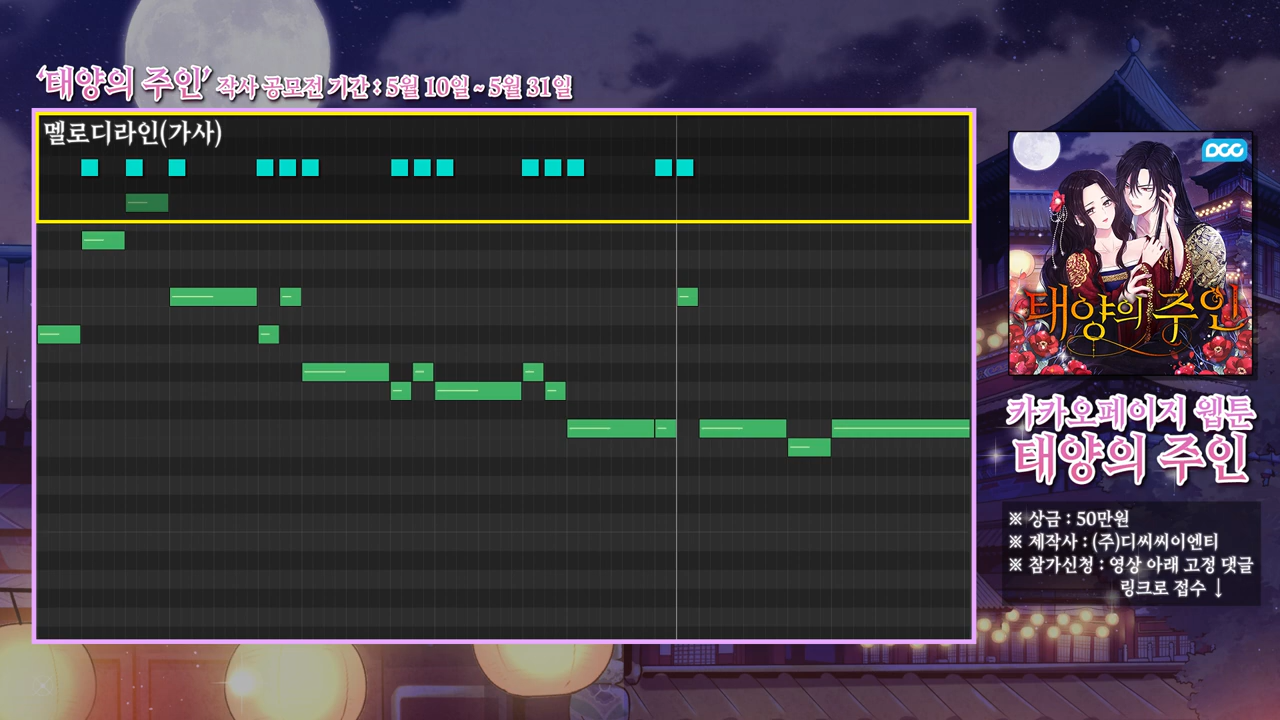 ‘태양의 주인’ 작사 공모전 기간 : 5월 10일 ~ 5월 31일
멜로디라인(가사)
DCC
태양의 주인
카카오페이지 웹툰
태양의 주인
※ 상금 : 50만원
※ 제작사 : (주)디씨씨이엔티
※ 참가신청 : 영상 아래 고정 댓글
링크로 접수 ↓